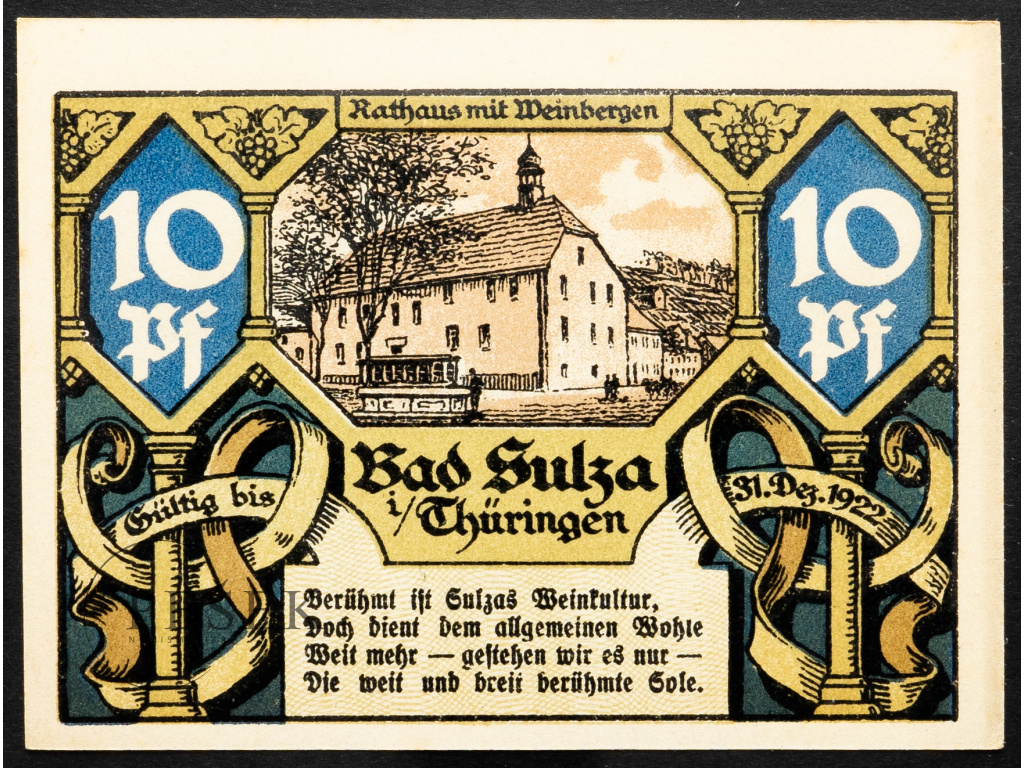 Rathaus mit Weinbergen
10
Pf
10
Pf
Bad Sulza
i/Thüringen
Gültig bis
31. Dez. 1922
Berühmt ist Sulzas Weinkultur,
Doch dient dem allgemeinen Wohle
Weit mehr — gestehen wir es nur —
Die weit und breit berühmte Sole.